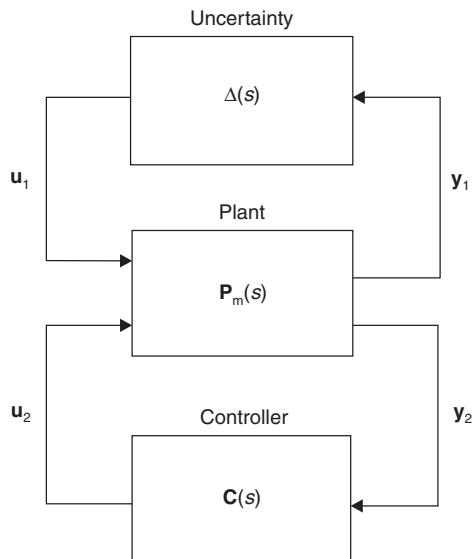 Uncertainty
Δ(s)
u₁
y₁
Plant
Pₘ(s)
u₂
y₂
Controller
C(s)